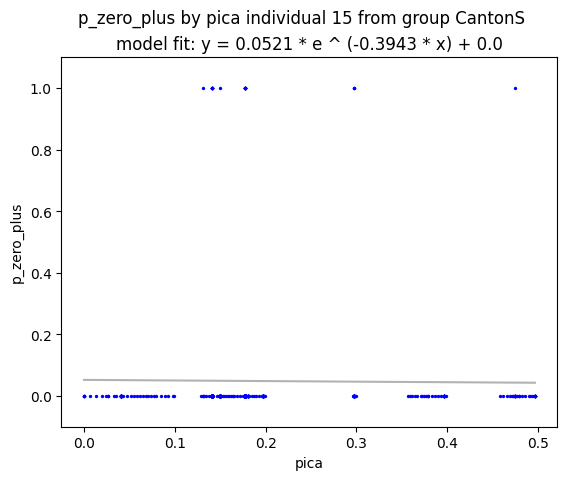 p_zero_plus by pica individual 15 from group CantonS
model fit: y = 0.0521 * e ^ (-0.3943 * x) + 0.0
1.0
0.8
0.6
0.4
0.2
0.0
p_zero_plus
0.0 0.1 0.2 0.3 0.4 0.5
pica